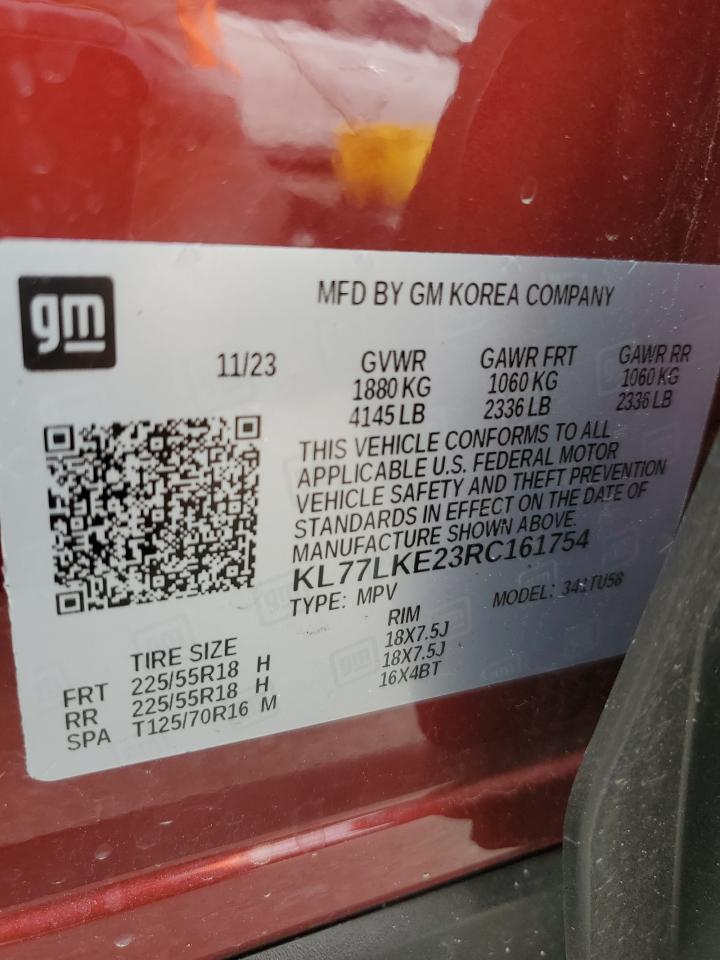 gm
MFD BY GM KOREA COMPANY
11/23 GVWR GAWR FRT GAWR RR
1880 KG 1060 KG 1060 KG
4145 LB 2336 LB 2336 LB
THIS VEHICLE CONFORMS TO ALL
APPLICABLE U.S. FEDERAL MOTOR
VEHICLE SAFETY AND THEFT PREVENTION
STANDARDS IN EFFECT ON THE DATE OF
MANUFACTURE SHOWN ABOVE.
KL77LKE23RC161754
TYPE: MPV MODEL: 341TU58
TIRE SIZE RIM
FRT 225/55R18 H 18X7.5J
RR 225/55R18 H 18X7.5J
SPA T125/70R16 M 16X4BT